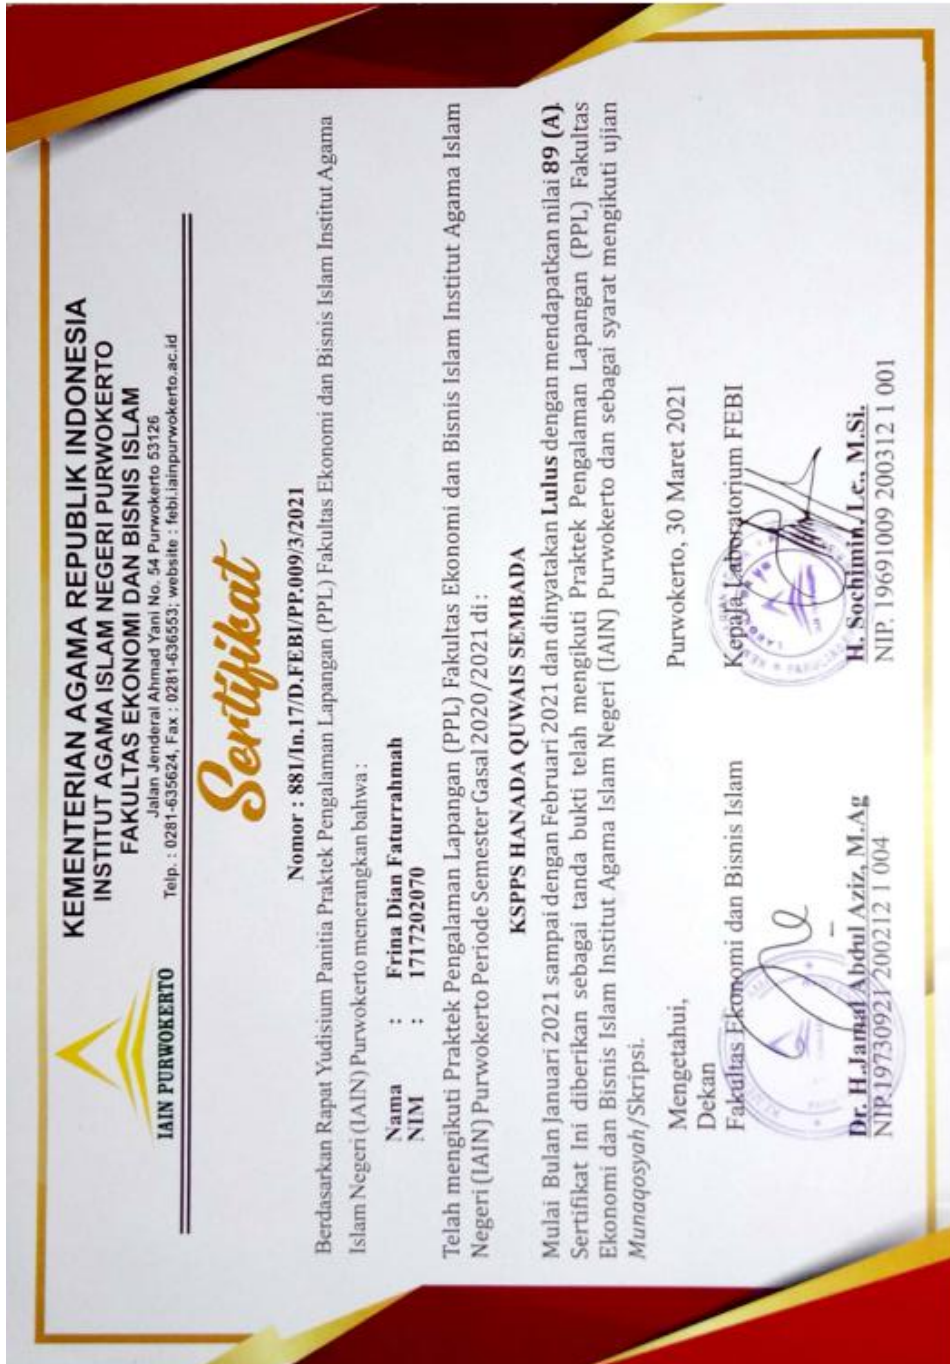 IAIN PURWOKERTO
KEMENTERIAN AGAMA REPUBLIK INDONESIA
INSTITUT AGAMA ISLAM NEGERI PURWOKERTO
FAKULTAS EKONOMI DAN BISNIS ISLAM
Jalan Jenderal Ahmad Yani No. 54 Purwokerto 53126
Telp. : 0281-635624, Fax : 0281-636553; website : febi.iainpurwokerto.ac.id
Sertifikat
Nomor : 881/In.17/D.FEBI/PP.009/3/2021
Berdasarkan Rapat Yudisium Panitia Praktek Pengalaman Lapangan (PPL) Fakultas Ekonomi dan Bisnis Islam Institut Agama
Islam Negeri (IAIN) Purwokerto menerangkan bahwa :
Nama : Frina Dian Faturrahmah
NIM : 1717202070
Telah mengikuti Praktek Pengalaman Lapangan (PPL) Fakultas Ekonomi dan Bisnis Islam Institut Agama Islam
Negeri (IAIN) Purwokerto Periode Semester Gasal 2020/2021 di :
KSPPS HANADA QUWAIS SEMBADA
Mulai Bulan Januari 2021 sampai dengan Februari 2021 dan dinyatakan Lulus dengan mendapatkan nilai 89 (A).
Sertifikat Ini diberikan sebagai tanda bukti telah mengikuti Praktek Pengalaman Lapangan (PPL) Fakultas
Ekonomi dan Bisnis Islam Institut Agama Islam Negeri (IAIN) Purwokerto dan sebagai syarat mengikuti ujian
Munaqosyah/Skripsi.
Mengetahui,
Dekan
Fakultas Ekonomi dan Bisnis Islam
Dr. H.Jamal Abdul Aziz, M.Ag
NIP.19730921 200212 1 004
Purwokerto, 30 Maret 2021
Kepala Laboratorium FEBI
H. Sochimin, Lc., M.Si.
NIP. 19691009 200312 1 001